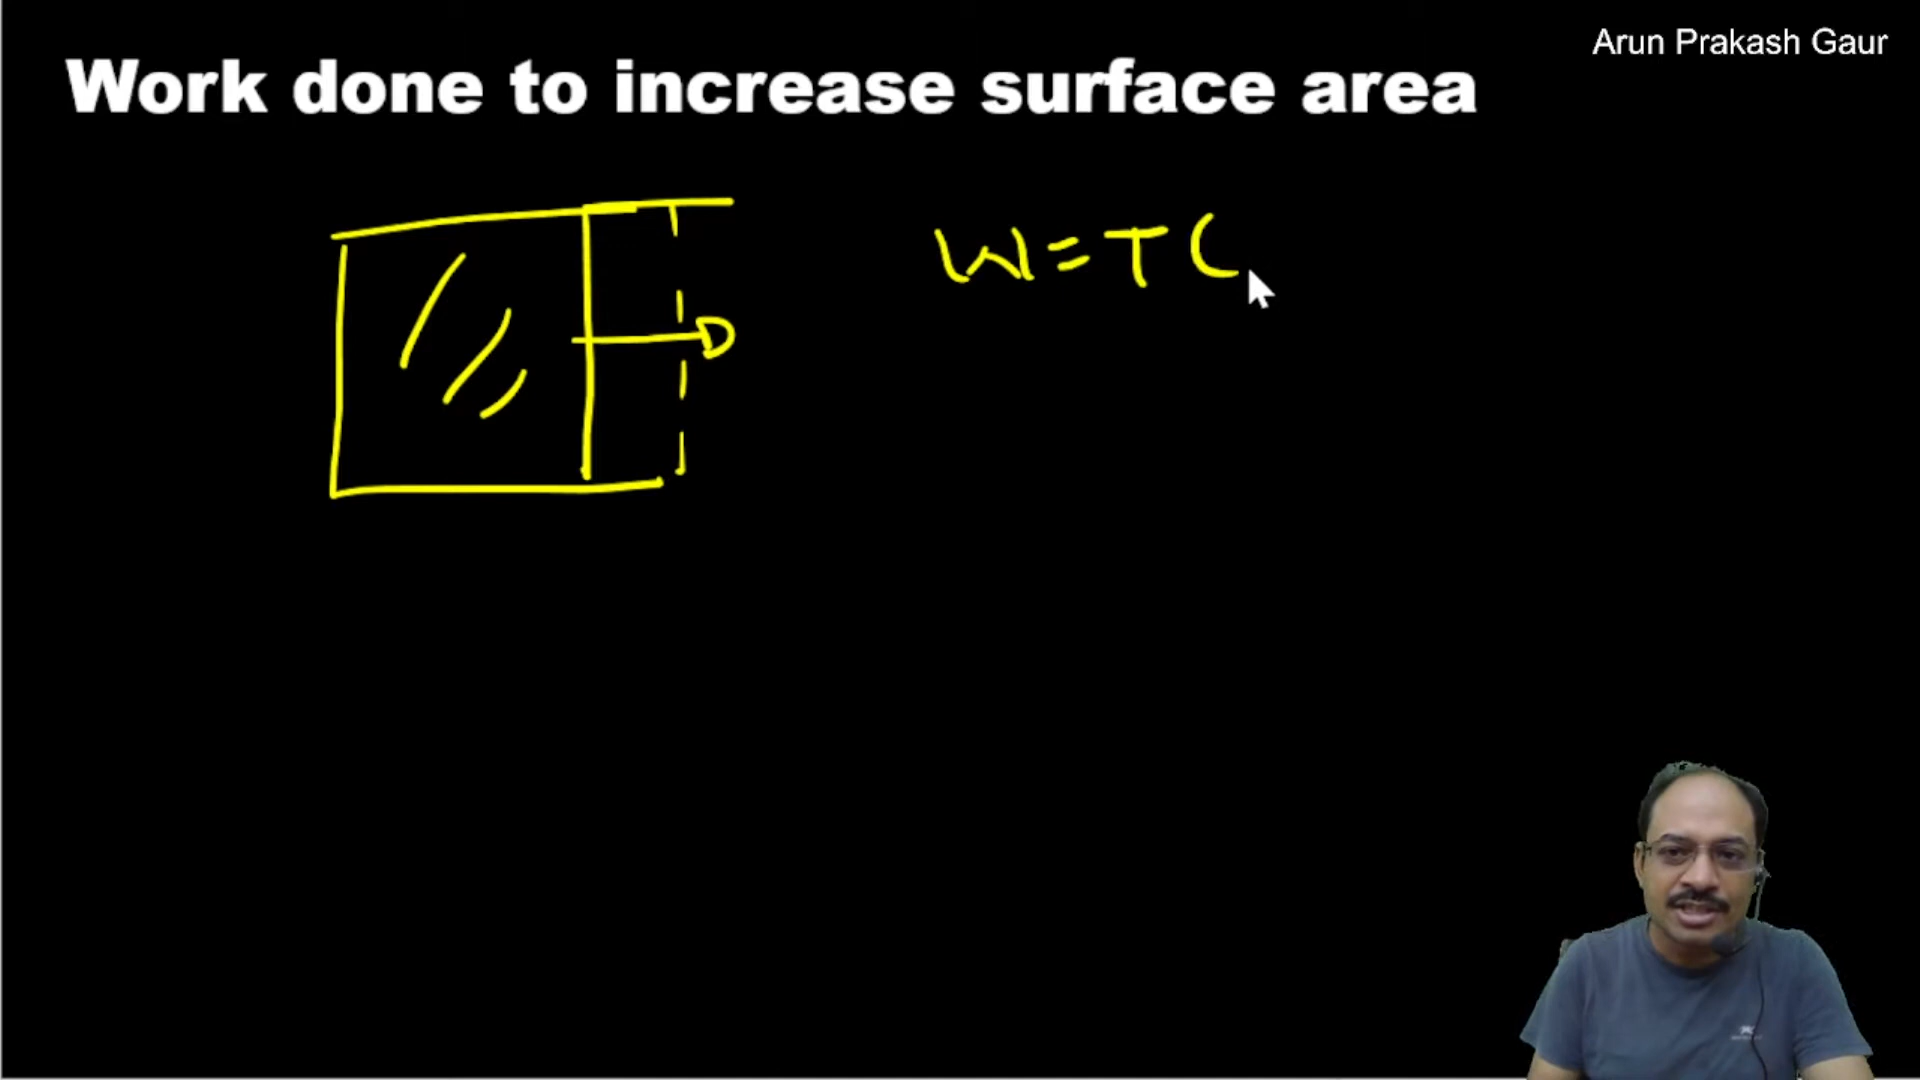 Arun Prakash Gaur
Work done to increase surface area
W=T(